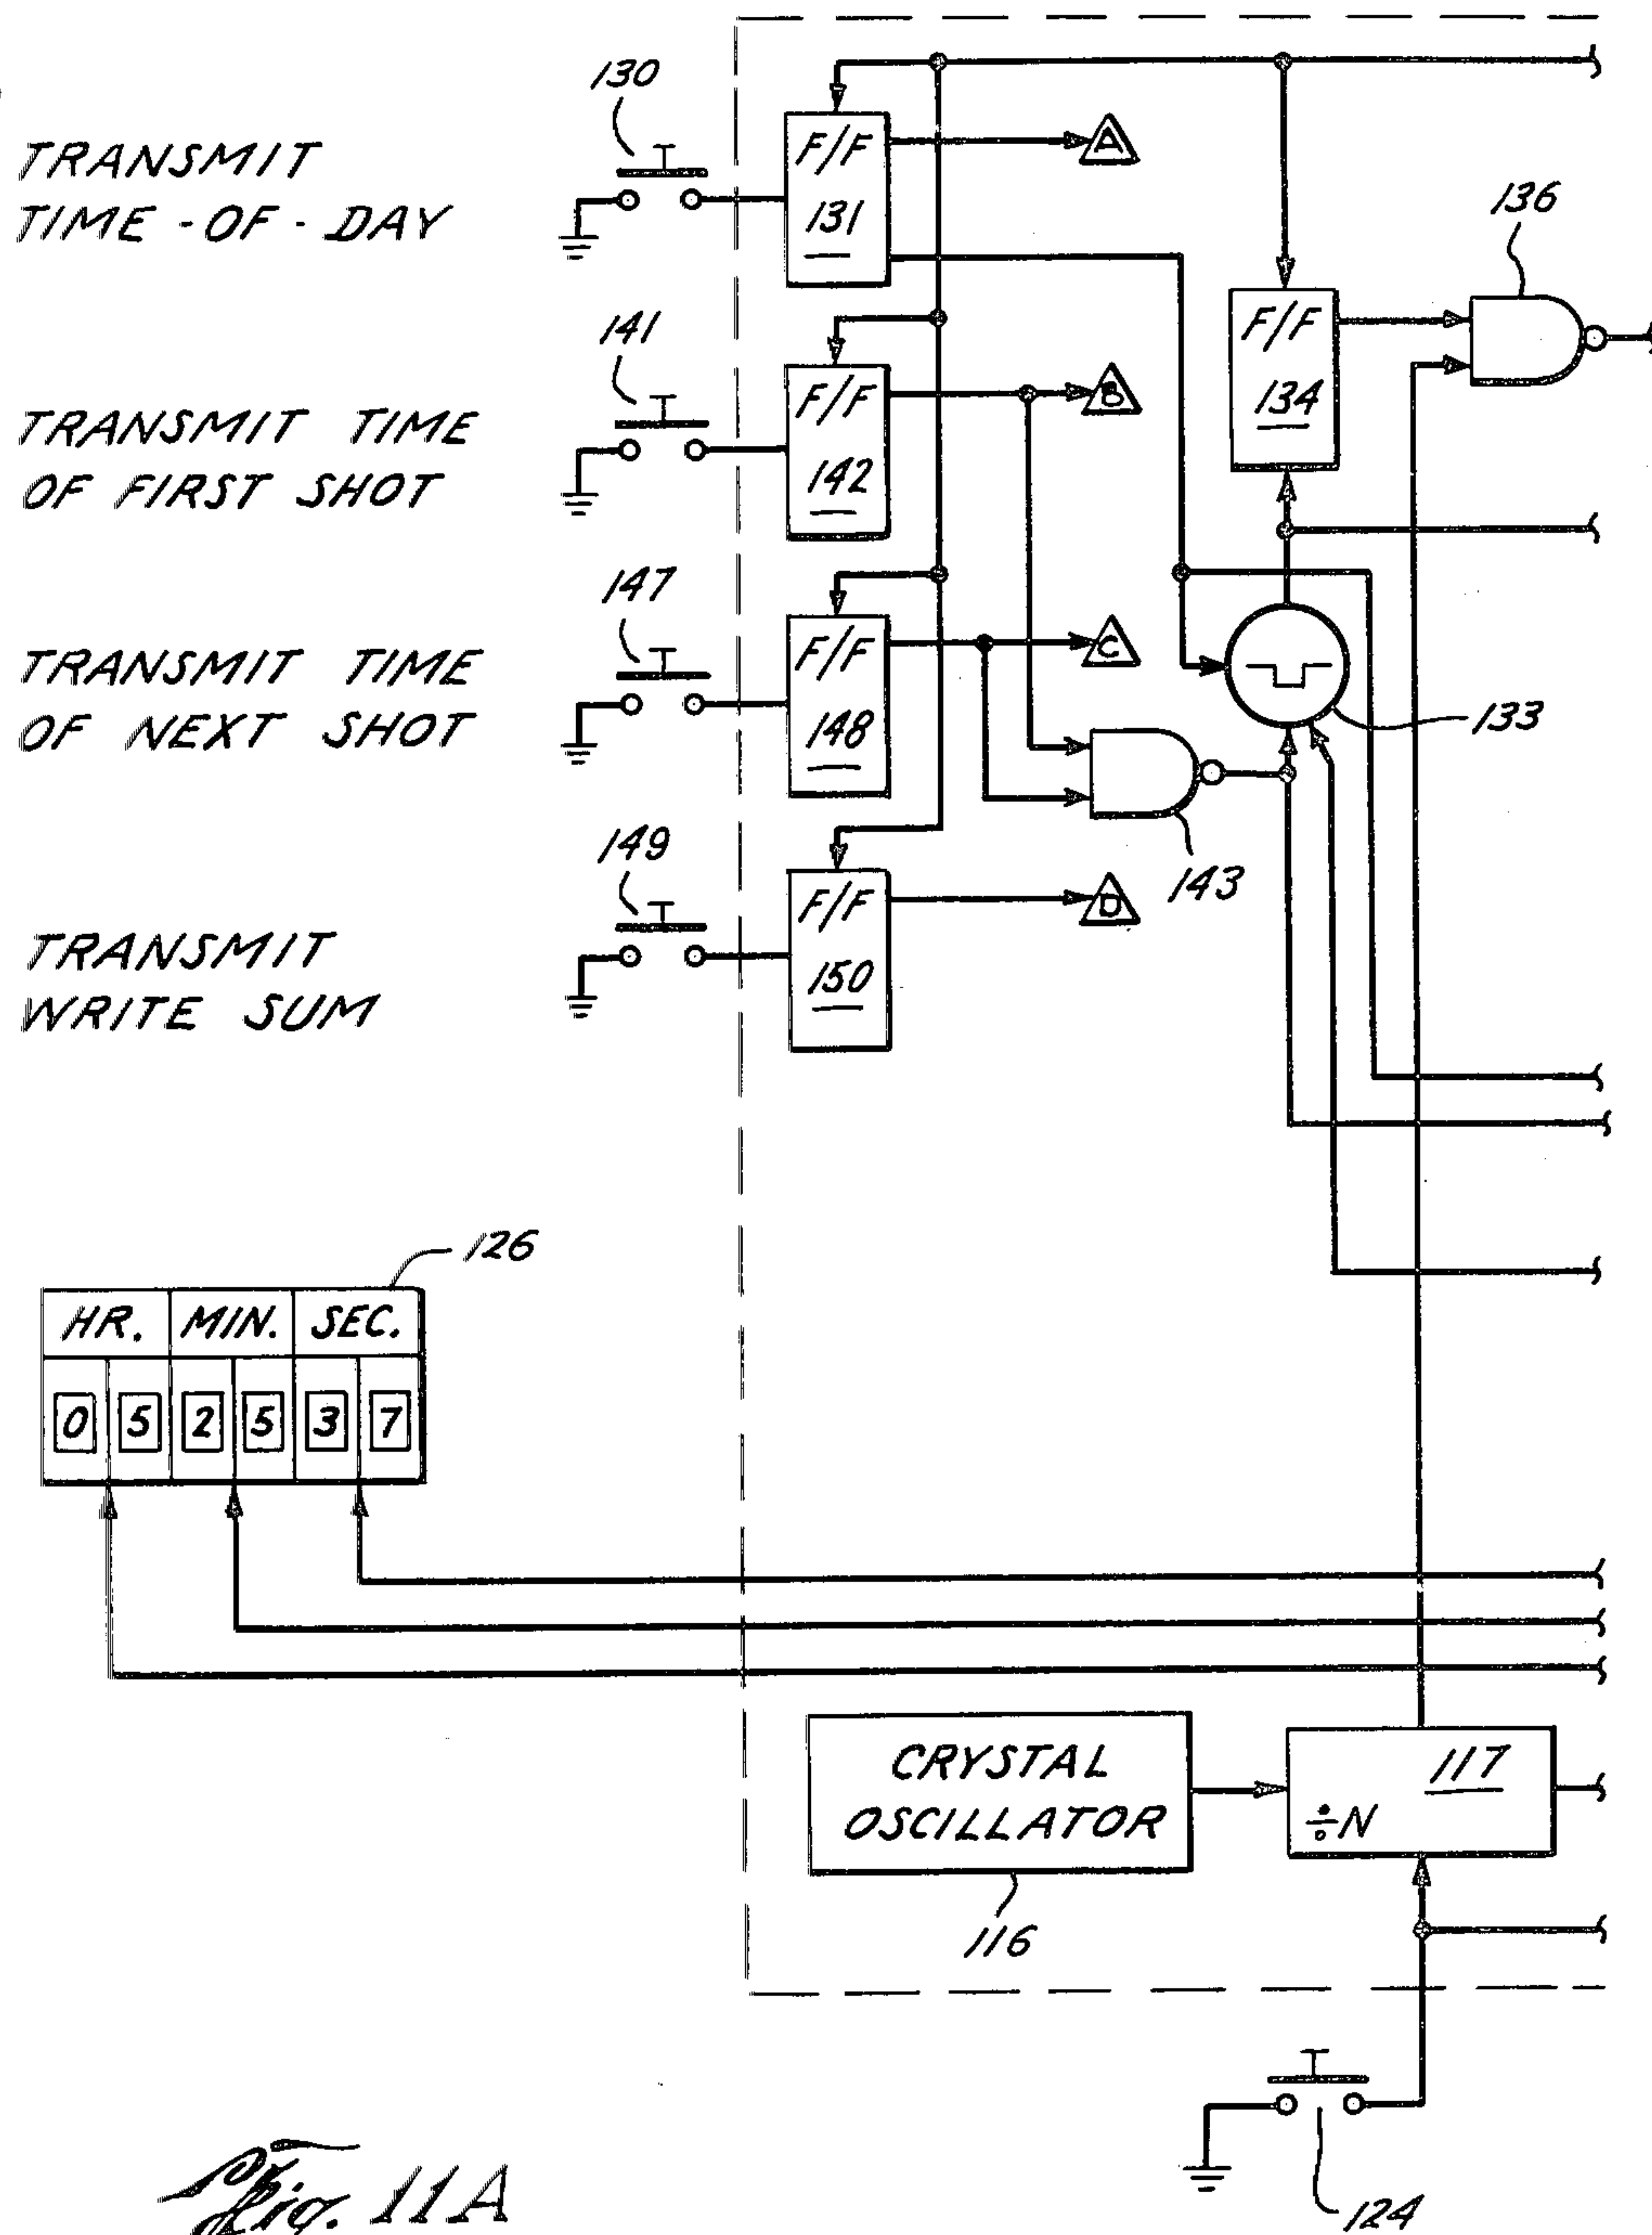 130
TRANSMIT
TIME-OF-DAY
F/F
131
A
136
141
TRANSMIT TIME
OF FIRST SHOT
F/F
142
B
F/F
134
147
TRANSMIT TIME
OF NEXT SHOT
F/F
148
C
133
143
149
TRANSMIT
WRITE SUM
F/F
150
D
126
HR. MIN. SEC.
0 5 2 5 3 7
CRYSTAL
OSCILLATOR
116
117
÷N
124
Fig. 11A